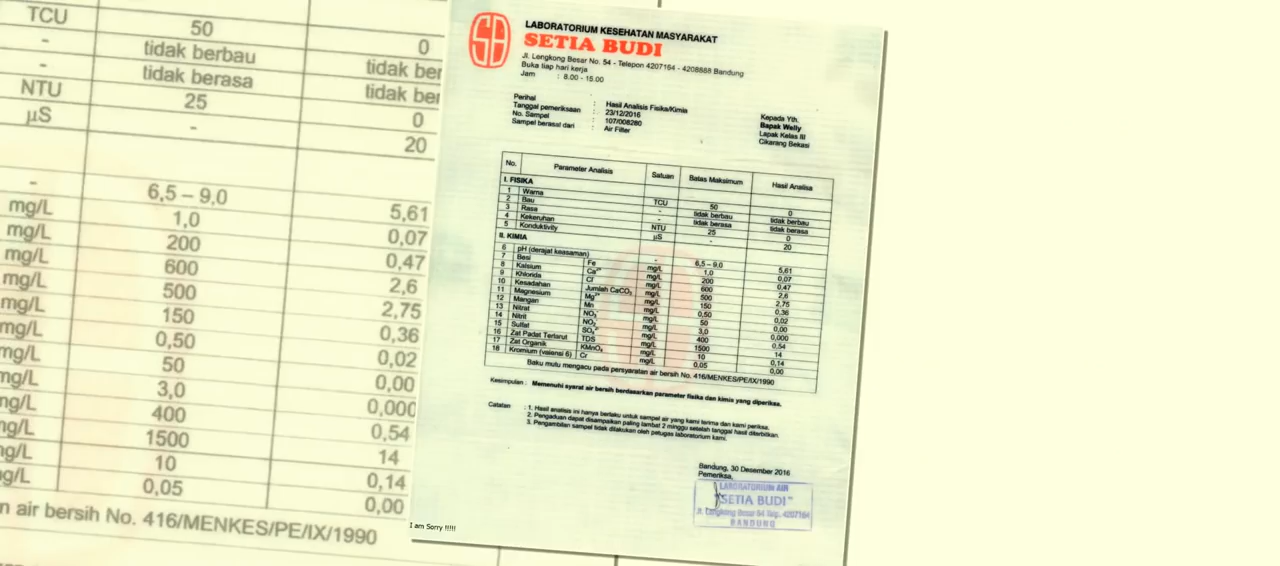 TCU 50 0
- tidak berbau tidak ber
- tidak berasa tidak ber
NTU 25 0
µS - 20
- 6,5 – 9,0 5,61
mg/L 1,0 0,07
mg/L 200 0,47
mg/L 600 2,6
mg/L 500 2,75
mg/L 150 0,36
mg/L 0,50 0,02
mg/L 50 0,00
mg/L 3,0 0,000
mg/L 400 0,54
mg/L 1500 14
mg/L 10 0,14
mg/L 0,05 0,00
n air bersih No. 416/MENKES/PE/IX/1990
SB
LABORATORIUM KESEHATAN MASYARAKAT
SETIA BUDI
Jl. Lengkong Besar No. 54 - Telepon 4207164 - 4208888 Bandung
Buka tiap hari kerja
Jam : 8.00 - 15.00
Perihal : Hasil Analisis Fisika/Kimia
Tanggal pemeriksaan : 23/12/2016
No. Sampel : 107/008280
Sampel berasal dari : Air Filter
Kepada Yth.
Bapak Welly
Lapak Kelas III
Cikarang Bekasi
No. Parameter Analisis Satuan Batas Maksimum Hasil Analisa
I. FISIKA
1 Warna TCU 50 0
2 Bau - tidak berbau tidak berbau
3 Rasa - tidak berasa tidak berasa
4 Kekeruhan NTU 25 0
5 Konduktivity µS - 20
II. KIMIA
6 pH (derajat keasaman) - 6,5 – 9,0 5,61
7 Besi Fe mg/L 1,0 0,07
8 Kalsium Ca²⁺ mg/L 200 0,47
9 Khlorida Cl⁻ mg/L 600 2,6
10 Kesadahan Jumlah CaCO₃ mg/L 500 2,75
11 Magnesium Mg²⁺ mg/L 150 0,36
12 Mangan Mn mg/L 0,50 0,02
13 Nitrat NO₃⁻ mg/L 50 0,00
14 Nitrit NO₂⁻ mg/L 3,0 0,000
15 Sulfat SO₄²⁻ mg/L 400 0,54
16 Zat Padat Terlarut TDS mg/L 1500 14
17 Zat Organik KMnO₄ mg/L 10 0,14
18 Kromium (valensi 6) Cr mg/L 0,05 0,00
Baku mutu mengacu pada persyaratan air bersih No. 416/MENKES/PE/IX/1990
Kesimpulan : Memenuhi syarat air bersih berdasarkan parameter fisika dan kimia yang diperiksa.
Catatan : 1. Hasil analisis ini hanya berlaku untuk sampel air yang kami terima dan kami periksa.
2. Pengaduan dapat disampaikan paling lambat 2 minggu setelah tanggal hasil diterbitkan.
3. Pengambilan sampel tidak dilakukan oleh petugas laboratorium kami.
Bandung, 30 Desember 2016
Pemeriksa,
LABORATORIUM AIR
"SETIA BUDI"
Jl. Lengkong Besar 54 Telp. 4207164
BANDUNG
I am Sorry !!!!!